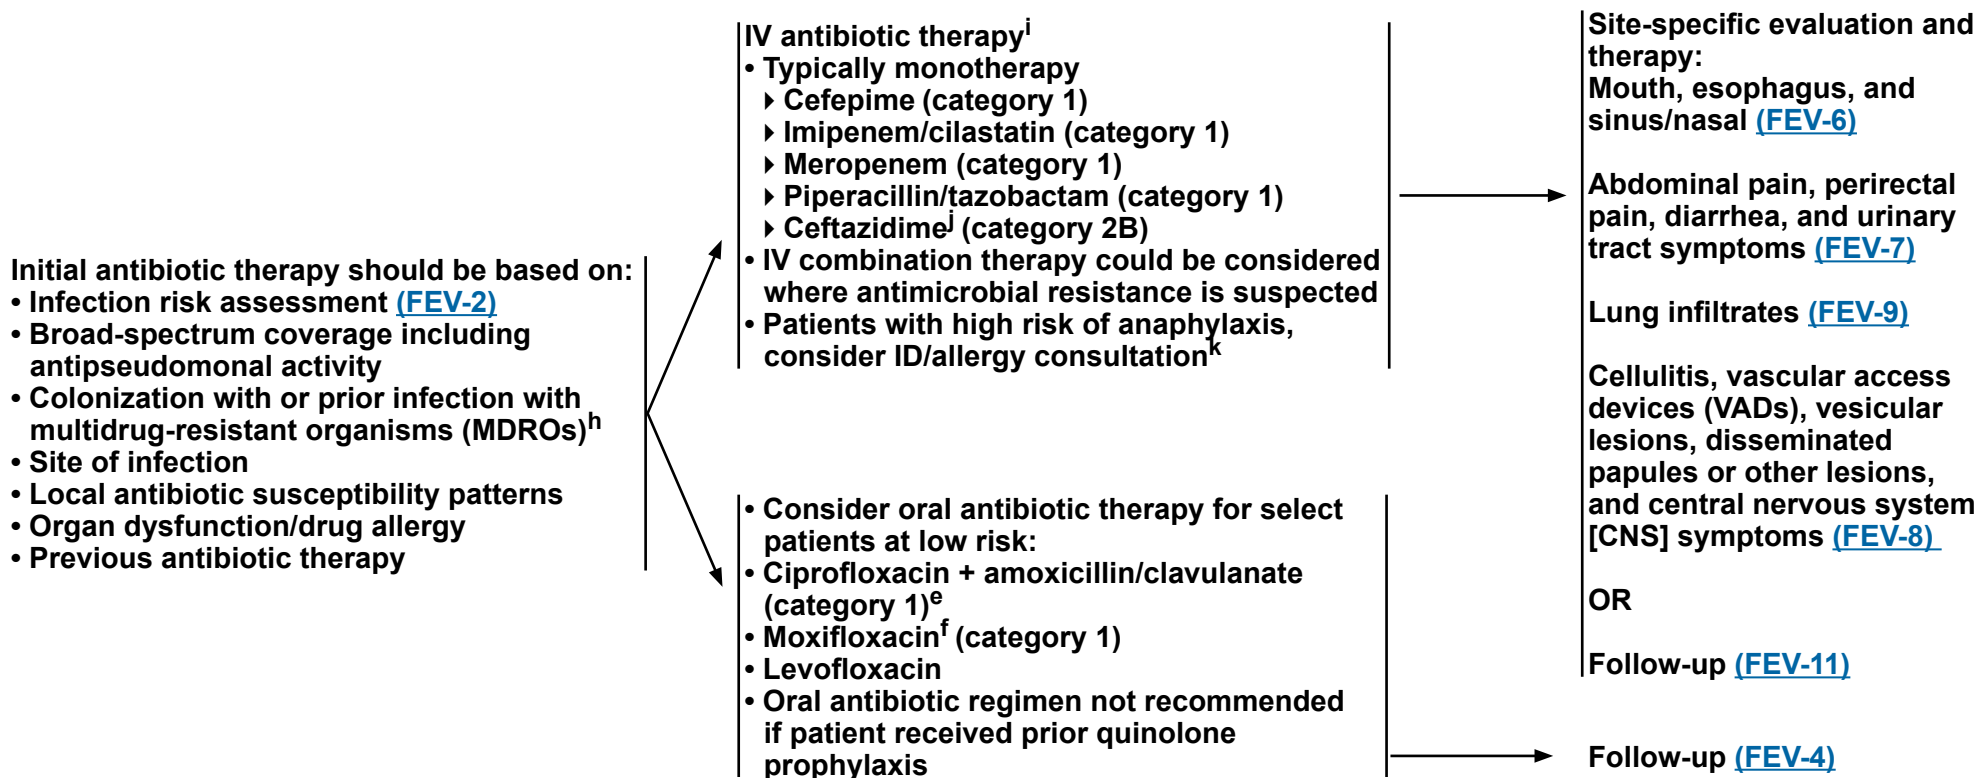 Initial antibiotic therapy should be based on:
• Infection risk assessment (FEV-2)
• Broad-spectrum coverage including
antipseudomonal activity
• Colonization with or prior infection with
multidrug-resistant organisms (MDROs)h
• Site of infection
• Local antibiotic susceptibility patterns
• Organ dysfunction/drug allergy
• Previous antibiotic therapy
IV antibiotic therapyi
• Typically monotherapy
Cefepime (category 1)
Imipenem/cilastatin (category 1)
Meropenem (category 1)
Piperacillin/tazobactam (category 1)
Ceftazidimej (category 2B)
• IV combination therapy could be considered
where antimicrobial resistance is suspected
• Patients with high risk of anaphylaxis,
consider ID/allergy consultationk
• Consider oral antibiotic therapy for select
patients at low risk:
• Ciprofloxacin + amoxicillin/clavulanate
(category 1)e
• Moxifloxacinf (category 1)
• Levofloxacin
• Oral antibiotic regimen not recommended
if patient received prior quinolone
prophylaxis
Site-specific evaluation and
therapy:
Mouth, esophagus, and
sinus/nasal (FEV-6)
Abdominal pain, perirectal
pain, diarrhea, and urinary
tract symptoms (FEV-7)
Lung infiltrates (FEV-9)
Cellulitis, vascular access
devices (VADs), vesicular
lesions, disseminated
papules or other lesions,
and central nervous system
[CNS] symptoms (FEV-8)
OR
Follow-up (FEV-11)
Follow-up (FEV-4)